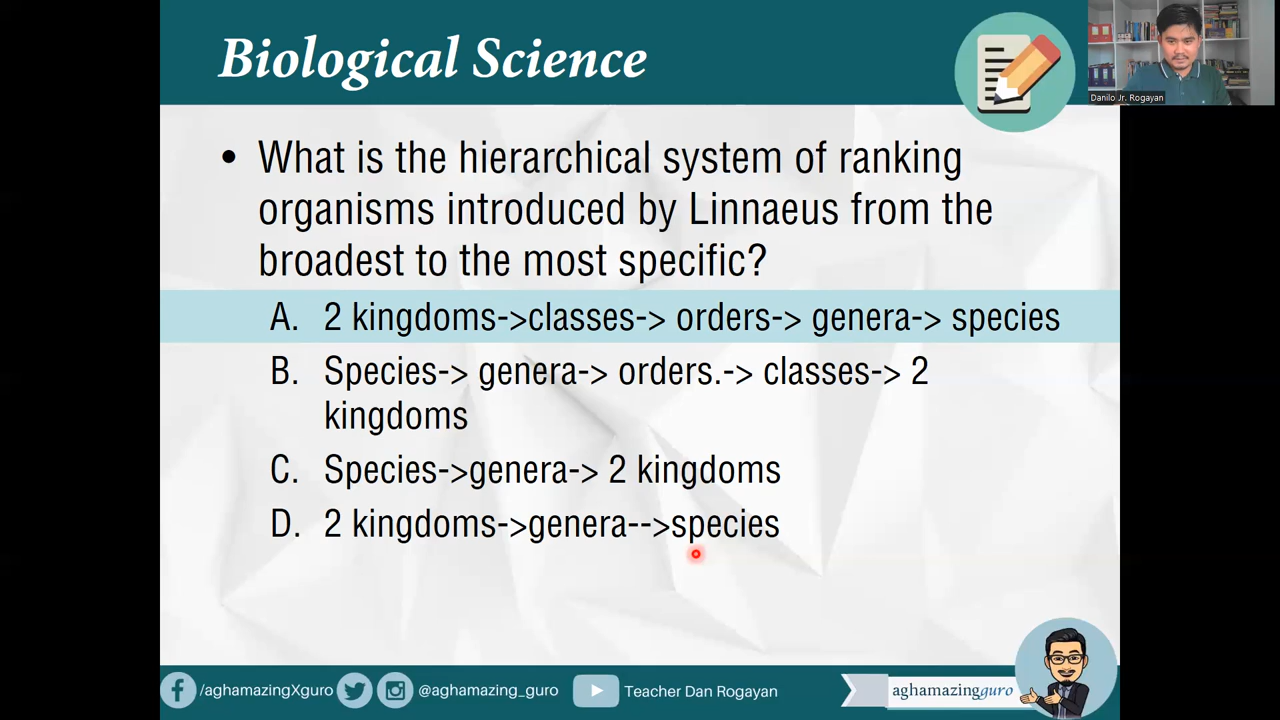 Biological Science
Danilo Jr. Rogayan
• What is the hierarchical system of ranking
organisms introduced by Linnaeus from the
broadest to the most specific?
A. 2 kingdoms->classes-> orders-> genera-> species
B. Species-> genera-> orders.-> classes-> 2
kingdoms
C. Species->genera-> 2 kingdoms
D. 2 kingdoms->genera-->species
/aghamazingXguro
@aghamazing_guro
Teacher Dan Rogayan
aghamazingguro